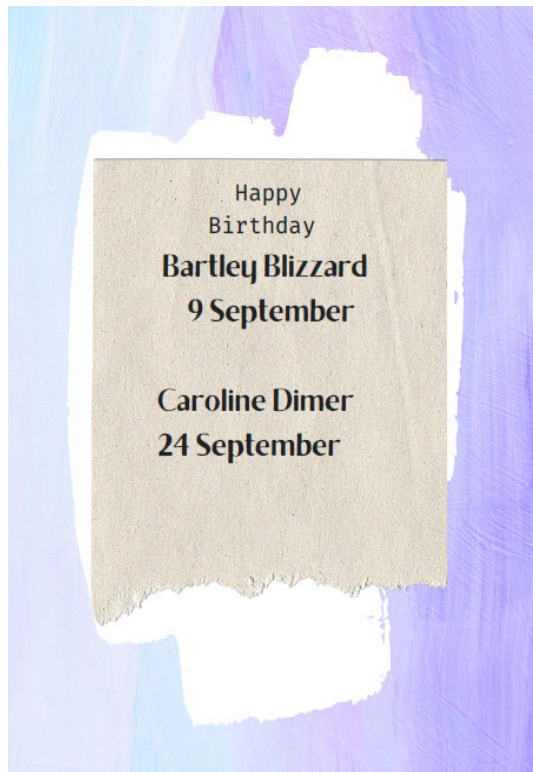 Happy
Birthday
Bartley Blizzard
9 September
Caroline Dimer
24 September